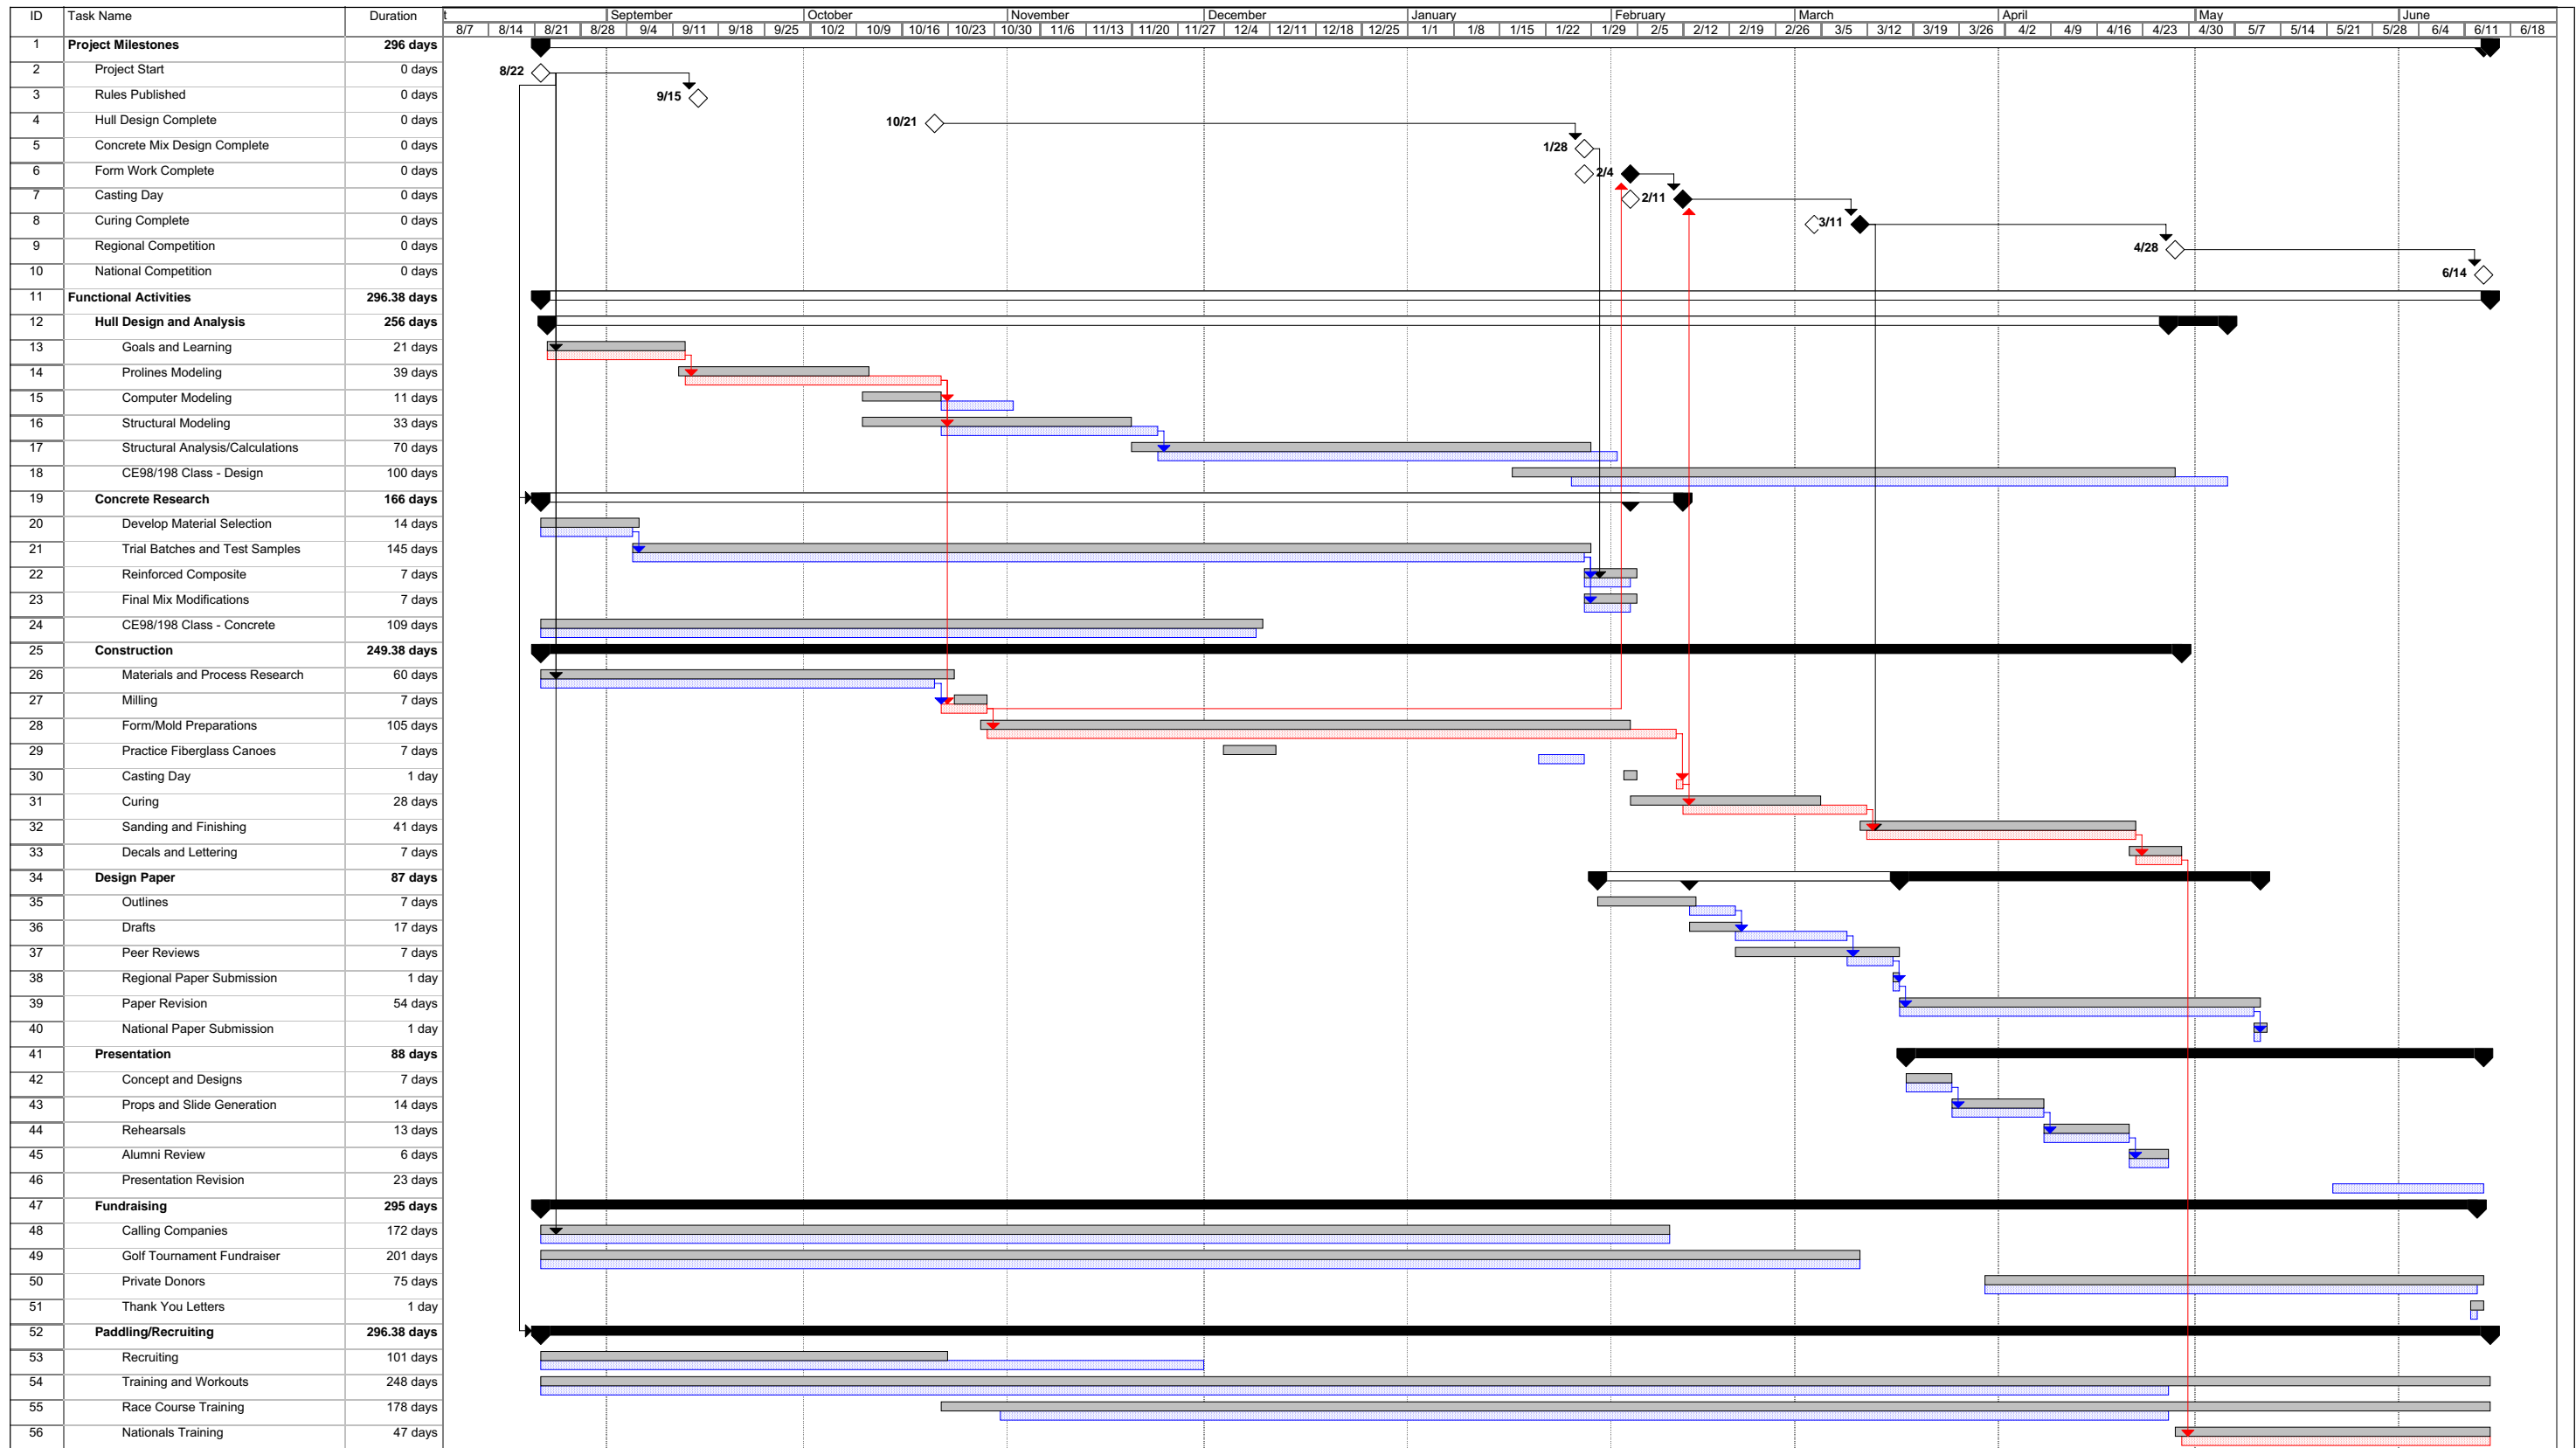 ID Task Name Duration t September October November December January February March April May June
8/7 8/14 8/21 8/28 9/4 9/11 9/18 9/25 10/2 10/9 10/16 10/23 10/30 11/6 11/13 11/20 11/27 12/4 12/11 12/18 12/25 1/1 1/8 1/15 1/22 1/29 2/5 2/12 2/19 2/26 3/5 3/12 3/19 3/26 4/2 4/9 4/16 4/23 4/30 5/7 5/14 5/21 5/28 6/4 6/11 6/18
1 Project Milestones 296 days
2 Project Start 0 days 8/22
3 Rules Published 0 days 9/15
4 Hull Design Complete 0 days 10/21
5 Concrete Mix Design Complete 0 days 1/28
6 Form Work Complete 0 days 2/4
7 Casting Day 0 days 2/11
8 Curing Complete 0 days 3/11
9 Regional Competition 0 days 4/28
10 National Competition 0 days 6/14
11 Functional Activities 296.38 days
12 Hull Design and Analysis 256 days
13 Goals and Learning 21 days
14 Prolines Modeling 39 days
15 Computer Modeling 11 days
16 Structural Modeling 33 days
17 Structural Analysis/Calculations 70 days
18 CE98/198 Class - Design 100 days
19 Concrete Research 166 days
20 Develop Material Selection 14 days
21 Trial Batches and Test Samples 145 days
22 Reinforced Composite 7 days
23 Final Mix Modifications 7 days
24 CE98/198 Class - Concrete 109 days
25 Construction 249.38 days
26 Materials and Process Research 60 days
27 Milling 7 days
28 Form/Mold Preparations 105 days
29 Practice Fiberglass Canoes 7 days
30 Casting Day 1 day
31 Curing 28 days
32 Sanding and Finishing 41 days
33 Decals and Lettering 7 days
34 Design Paper 87 days
35 Outlines 7 days
36 Drafts 17 days
37 Peer Reviews 7 days
38 Regional Paper Submission 1 day
39 Paper Revision 54 days
40 National Paper Submission 1 day
41 Presentation 88 days
42 Concept and Designs 7 days
43 Props and Slide Generation 14 days
44 Rehearsals 13 days
45 Alumni Review 6 days
46 Presentation Revision 23 days
47 Fundraising 295 days
48 Calling Companies 172 days
49 Golf Tournament Fundraiser 201 days
50 Private Donors 75 days
51 Thank You Letters 1 day
52 Paddling/Recruiting 296.38 days
53 Recruiting 101 days
54 Training and Workouts 248 days
55 Race Course Training 178 days
56 Nationals Training 47 days